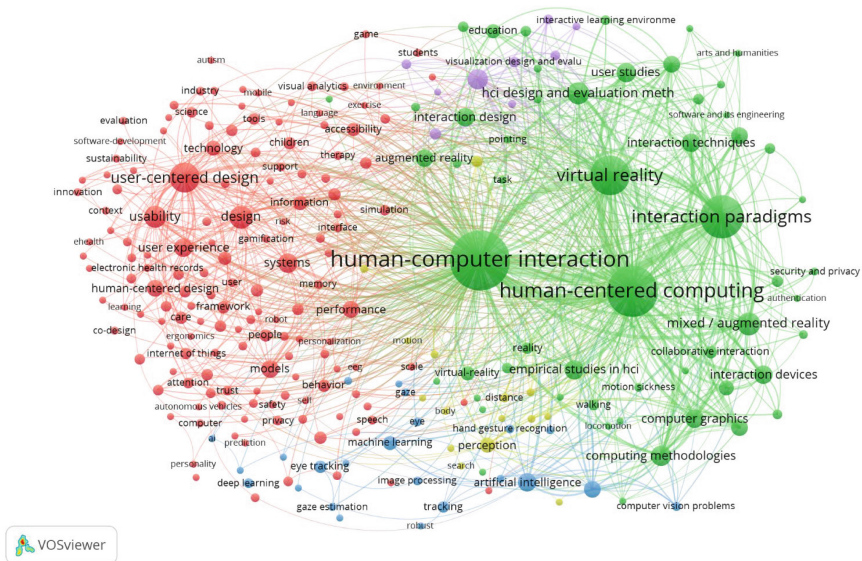 interactive learning environme
game
education
students
arts and humanities
autism
visualization design and evalu
user studies
industry
mobile
visual analytics
environment
hci design and evaluation meth
science
language
exercise
evaluation
tools
interaction design
software and its engineering
software-development
technology
children
accessibility
pointing
interaction techniques
sustainability
support
therapy
augmented reality
user-centered design
task
virtual reality
innovation
context
information
usability
design
risk
simulation
interaction paradigms
gamification
interface
ehealth
user experience
human-computer interaction
electronic health records
systems
security and privacy
user
memory
human-centered design
human-centered computing
authentication
learning
framework
care
robot
performance
co-design
ergonomics
people
personalization
motion
mixed / augmented reality
internet of things
reality
collaborative interaction
models
eeg
scale
virtual-reality
empirical studies in hci
interaction devices
attention
trust
behavior
gaze
motion sickness
autonomous vehicles
safety
self
distance
walking
computer
privacy
speech
eye
body
computer graphics
ai
prediction
machine learning
hand gesture recognition
locomotion
perception
personality
eye tracking
search
computing methodologies
deep learning
image processing
artificial intelligence
gaze estimation
tracking
computer vision problems
robust
VOSviewer